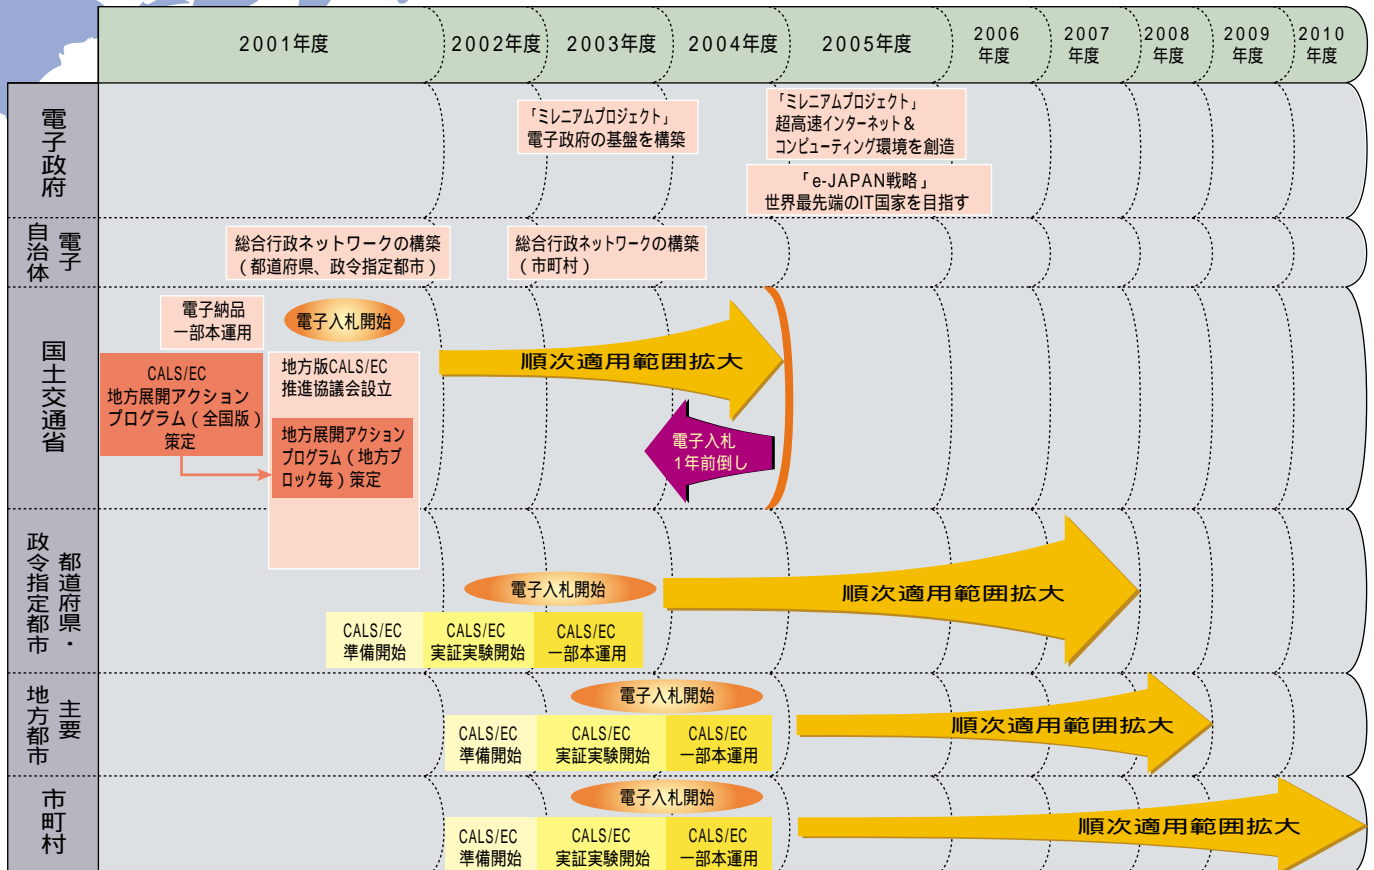 2001年度
2002年度
2003年度
2004年度
2005年度
2006
年度
2007
年度
2008
年度
2009
年度
2010
年度
電子政府
「ミレニアムプロジェクト」
電子政府の基盤を構築
「ミレニアムプロジェクト」
超高速インターネット＆
コンピューティング環境を創造
「e-JAPAN戦略」
世界最先端のIT国家を目指す
電子
自治体
総合行政ネットワークの構築
（都道府県、政令指定都市）
総合行政ネットワークの構築
（市町村）
国土交通省
電子納品
一部本運用
電子入札開始
CALS/EC
地方展開アクション
プログラム（全国版）
策定
地方版CALS/EC
推進協議会設立
地方展開アクション
プログラム（地方ブ
ロック毎）策定
順次適用範囲拡大
電子入札
1年前倒し
都道府県・
政令指定都市
電子入札開始
CALS/EC
準備開始
CALS/EC
実証実験開始
CALS/EC
一部本運用
順次適用範囲拡大
主要
地方都市
電子入札開始
CALS/EC
準備開始
CALS/EC
実証実験開始
CALS/EC
一部本運用
順次適用範囲拡大
市町村
電子入札開始
CALS/EC
準備開始
CALS/EC
実証実験開始
CALS/EC
一部本運用
順次適用範囲拡大